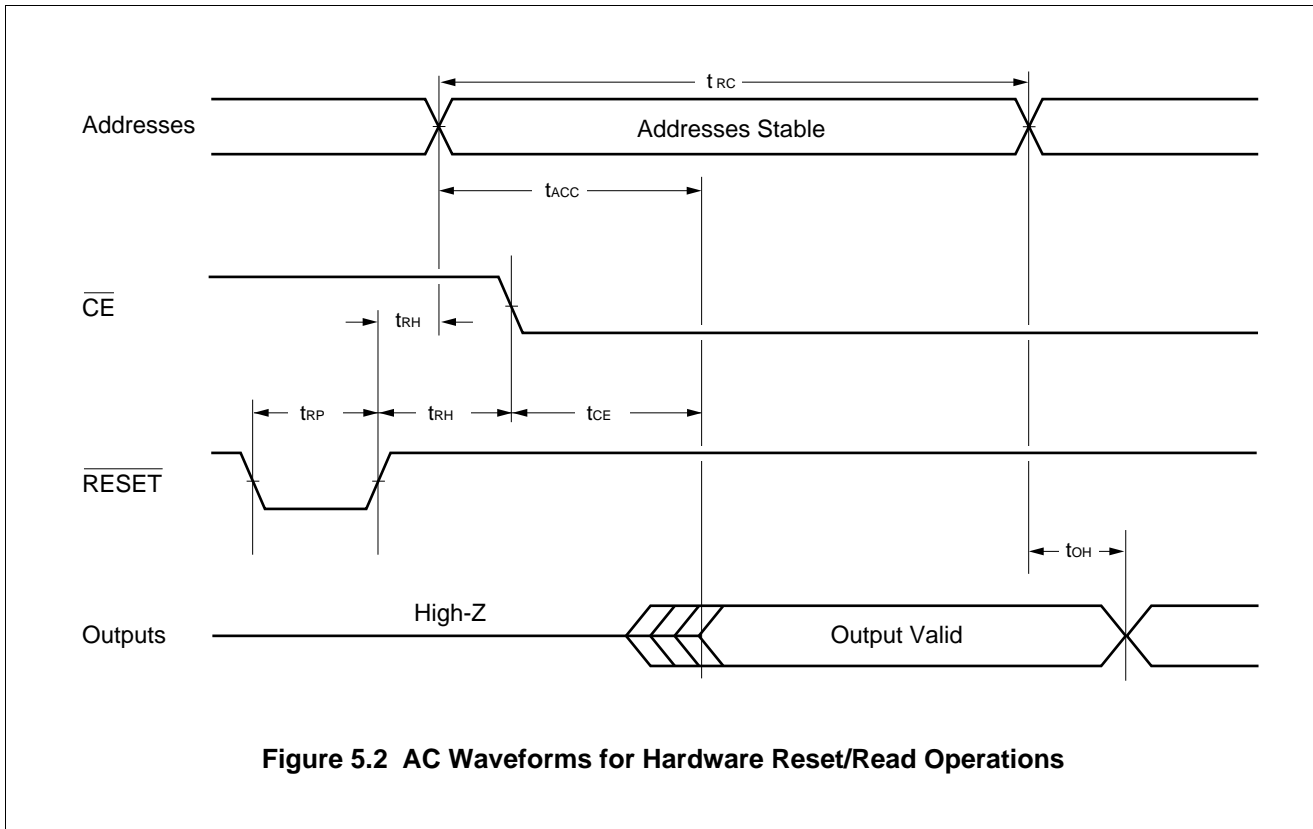 t RC
Addresses
Addresses Stable
tACC
CE
tRH
tRP
tRH
tCE
RESET
tOH
High-Z
Outputs
Output Valid
Figure 5.2 AC Waveforms for Hardware Reset/Read Operations